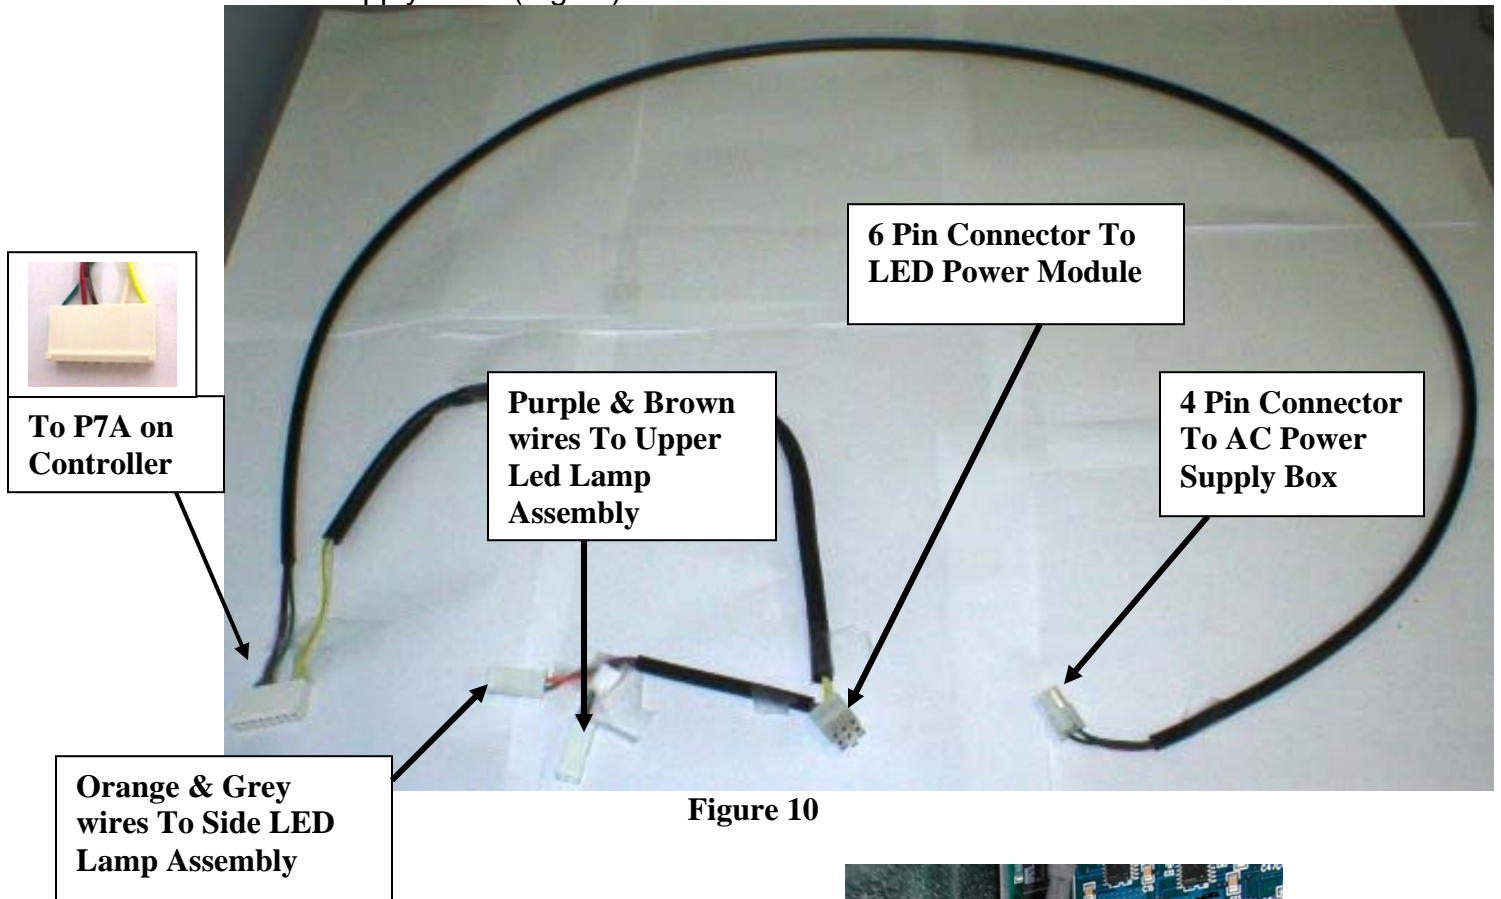 6 Pin Connector To
LED Power Module
Purple & Brown
wires To Upper
Led Lamp
Assembly
4 Pin Connector
To AC Power
Supply Box
To P7A on
Controller
Orange & Grey
wires To Side LED
Lamp Assembly
Figure 10